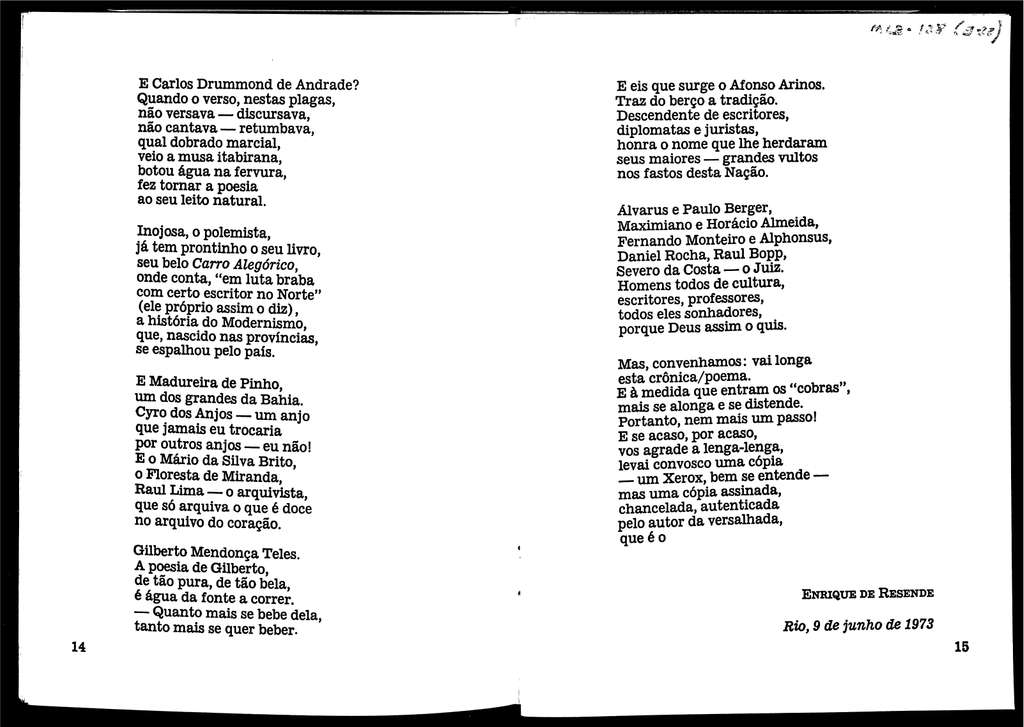 E Carlos Drummond de Andrade?
Quando o verso, nestas plagas,
não versava — discursava,
não cantava — retumbava,
qual dobrado marcial,
veio a musa itabirana,
botou água na fervura,
fez tornar a poesia
ao seu leito natural.
Inojosa, o polemista,
já tem prontinho o seu livro,
seu belo Carro Alegórico,
onde conta, "em luta braba
com certo escritor no Norte"
(ele próprio assim o diz),
a história do Modernismo,
que, nascido nas províncias,
se espalhou pelo país.
E Madureira de Pinho,
um dos grandes da Bahia.
Cyro dos Anjos — um anjo
que jamais eu trocaria
por outros anjos — eu não!
E o Mário da Silva Brito,
o Floresta de Miranda,
Raul Lima — o arquivista,
que só arquiva o que é doce
no arquivo do coração.
Gilberto Mendonça Teles.
A poesia de Gilberto,
de tão pura, de tão bela,
é água da fonte a correr.
— Quanto mais se bebe dela,
tanto mais se quer beber.
14
E eis que surge o Afonso Arinos.
Traz do berço a tradição.
Descendente de escritores,
diplomatas e juristas,
honra o nome que lhe herdaram
seus maiores — grandes vultos
nos fastos desta Nação.
Álvarus e Paulo Berger,
Maximiano e Horácio Almeida,
Fernando Monteiro e Alphonsus,
Daniel Rocha, Raul Bopp,
Severo da Costa — o Juiz.
Homens todos de cultura,
escritores, professores,
todos eles sonhadores,
porque Deus assim o quis.
Mas, convenhamos: vai longa
esta crônica/poema.
E à medida que entram os "cobras",
mais se alonga e se distende.
Portanto, nem mais um passo!
E se acaso, por acaso,
vos agrade a lenga-lenga,
levai convosco uma cópia
— um Xerox, bem se entende —
mas uma cópia assinada,
chancelada, autenticada
pelo autor da versalhada,
que é o
ENRIQUE DE RESENDE
Rio, 9 de junho de 1973
15